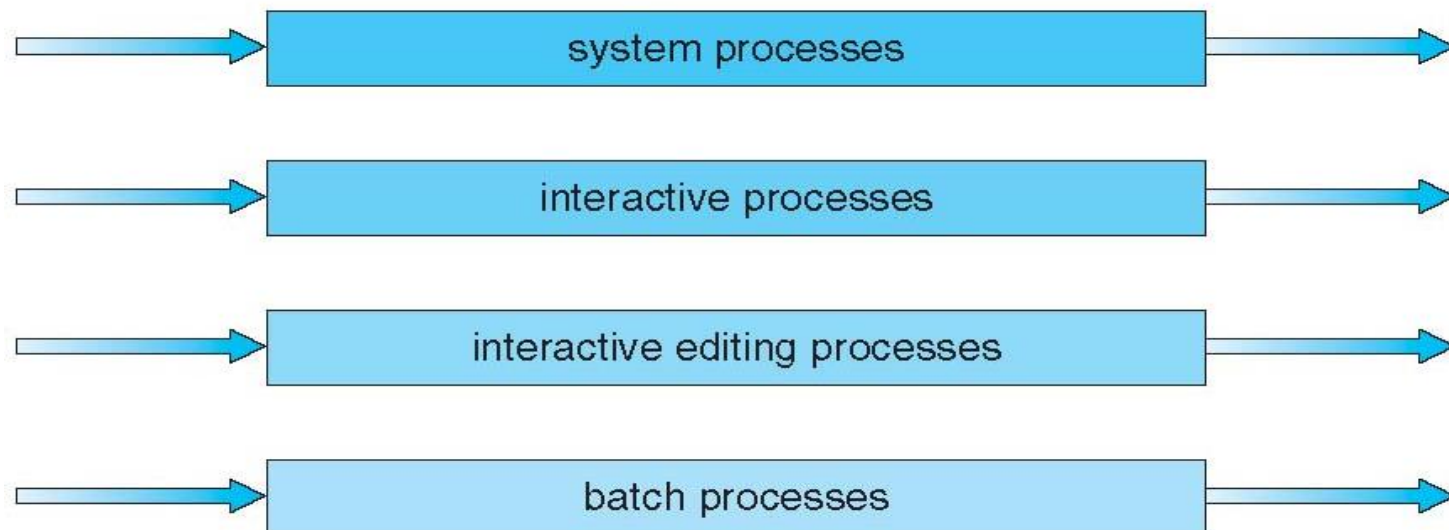 system processes
interactive processes
interactive editing processes
batch processes